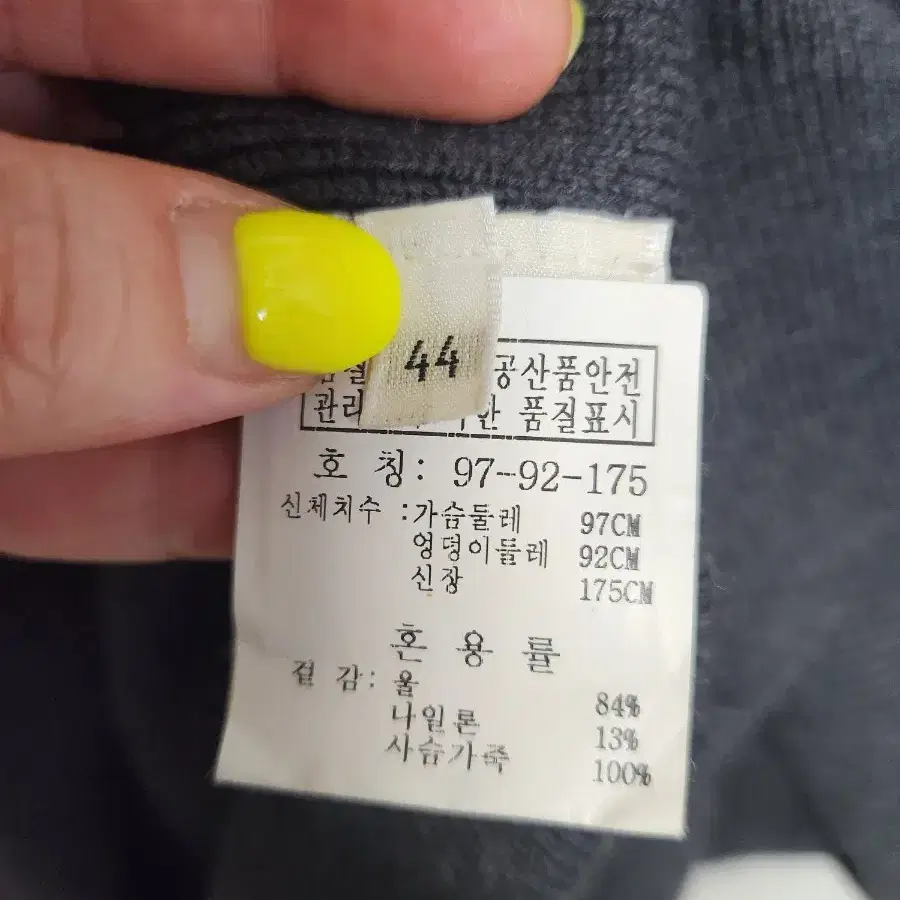 44
공산품안전
관리 품질표시
호 칭: 97-92-175
신체치수 :가슴둘레 97CM
엉덩이둘레 92CM
신장 175CM
혼 용 률
겉 감: 울 84%
나일론 13%
사슴가죽 100%